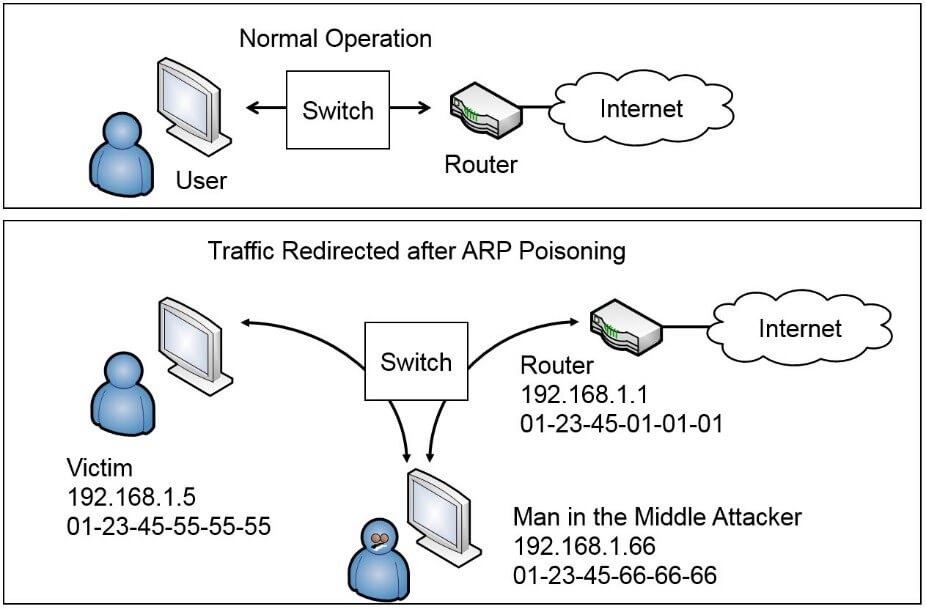 Normal Operation
Switch
Internet
Router
User
Traffic Redirected after ARP Poisoning
Switch
Internet
Router
192.168.1.1
01-23-45-01-01-01
Victim
192.168.1.5
01-23-45-55-55-55
Man in the Middle Attacker
192.168.1.66
01-23-45-66-66-66